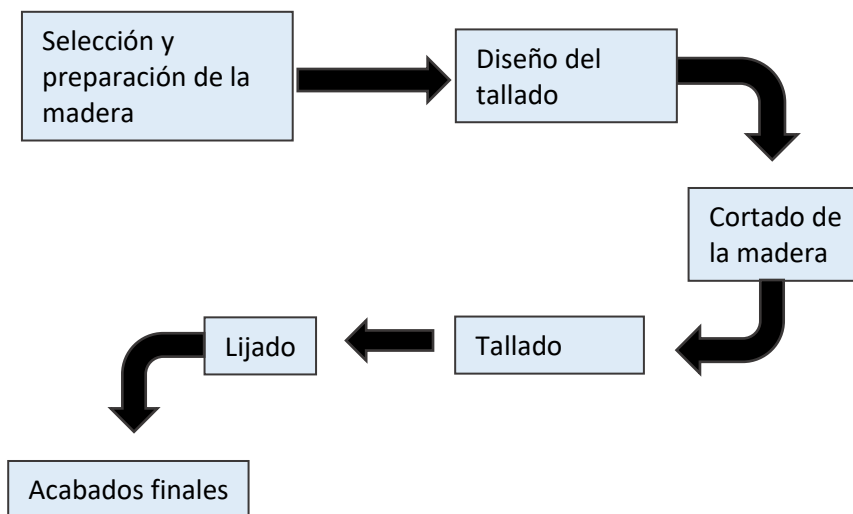 Selección y
preparación de la
madera
Diseño del
tallado
Cortado de
la madera
Tallado
Lijado
Acabados finales